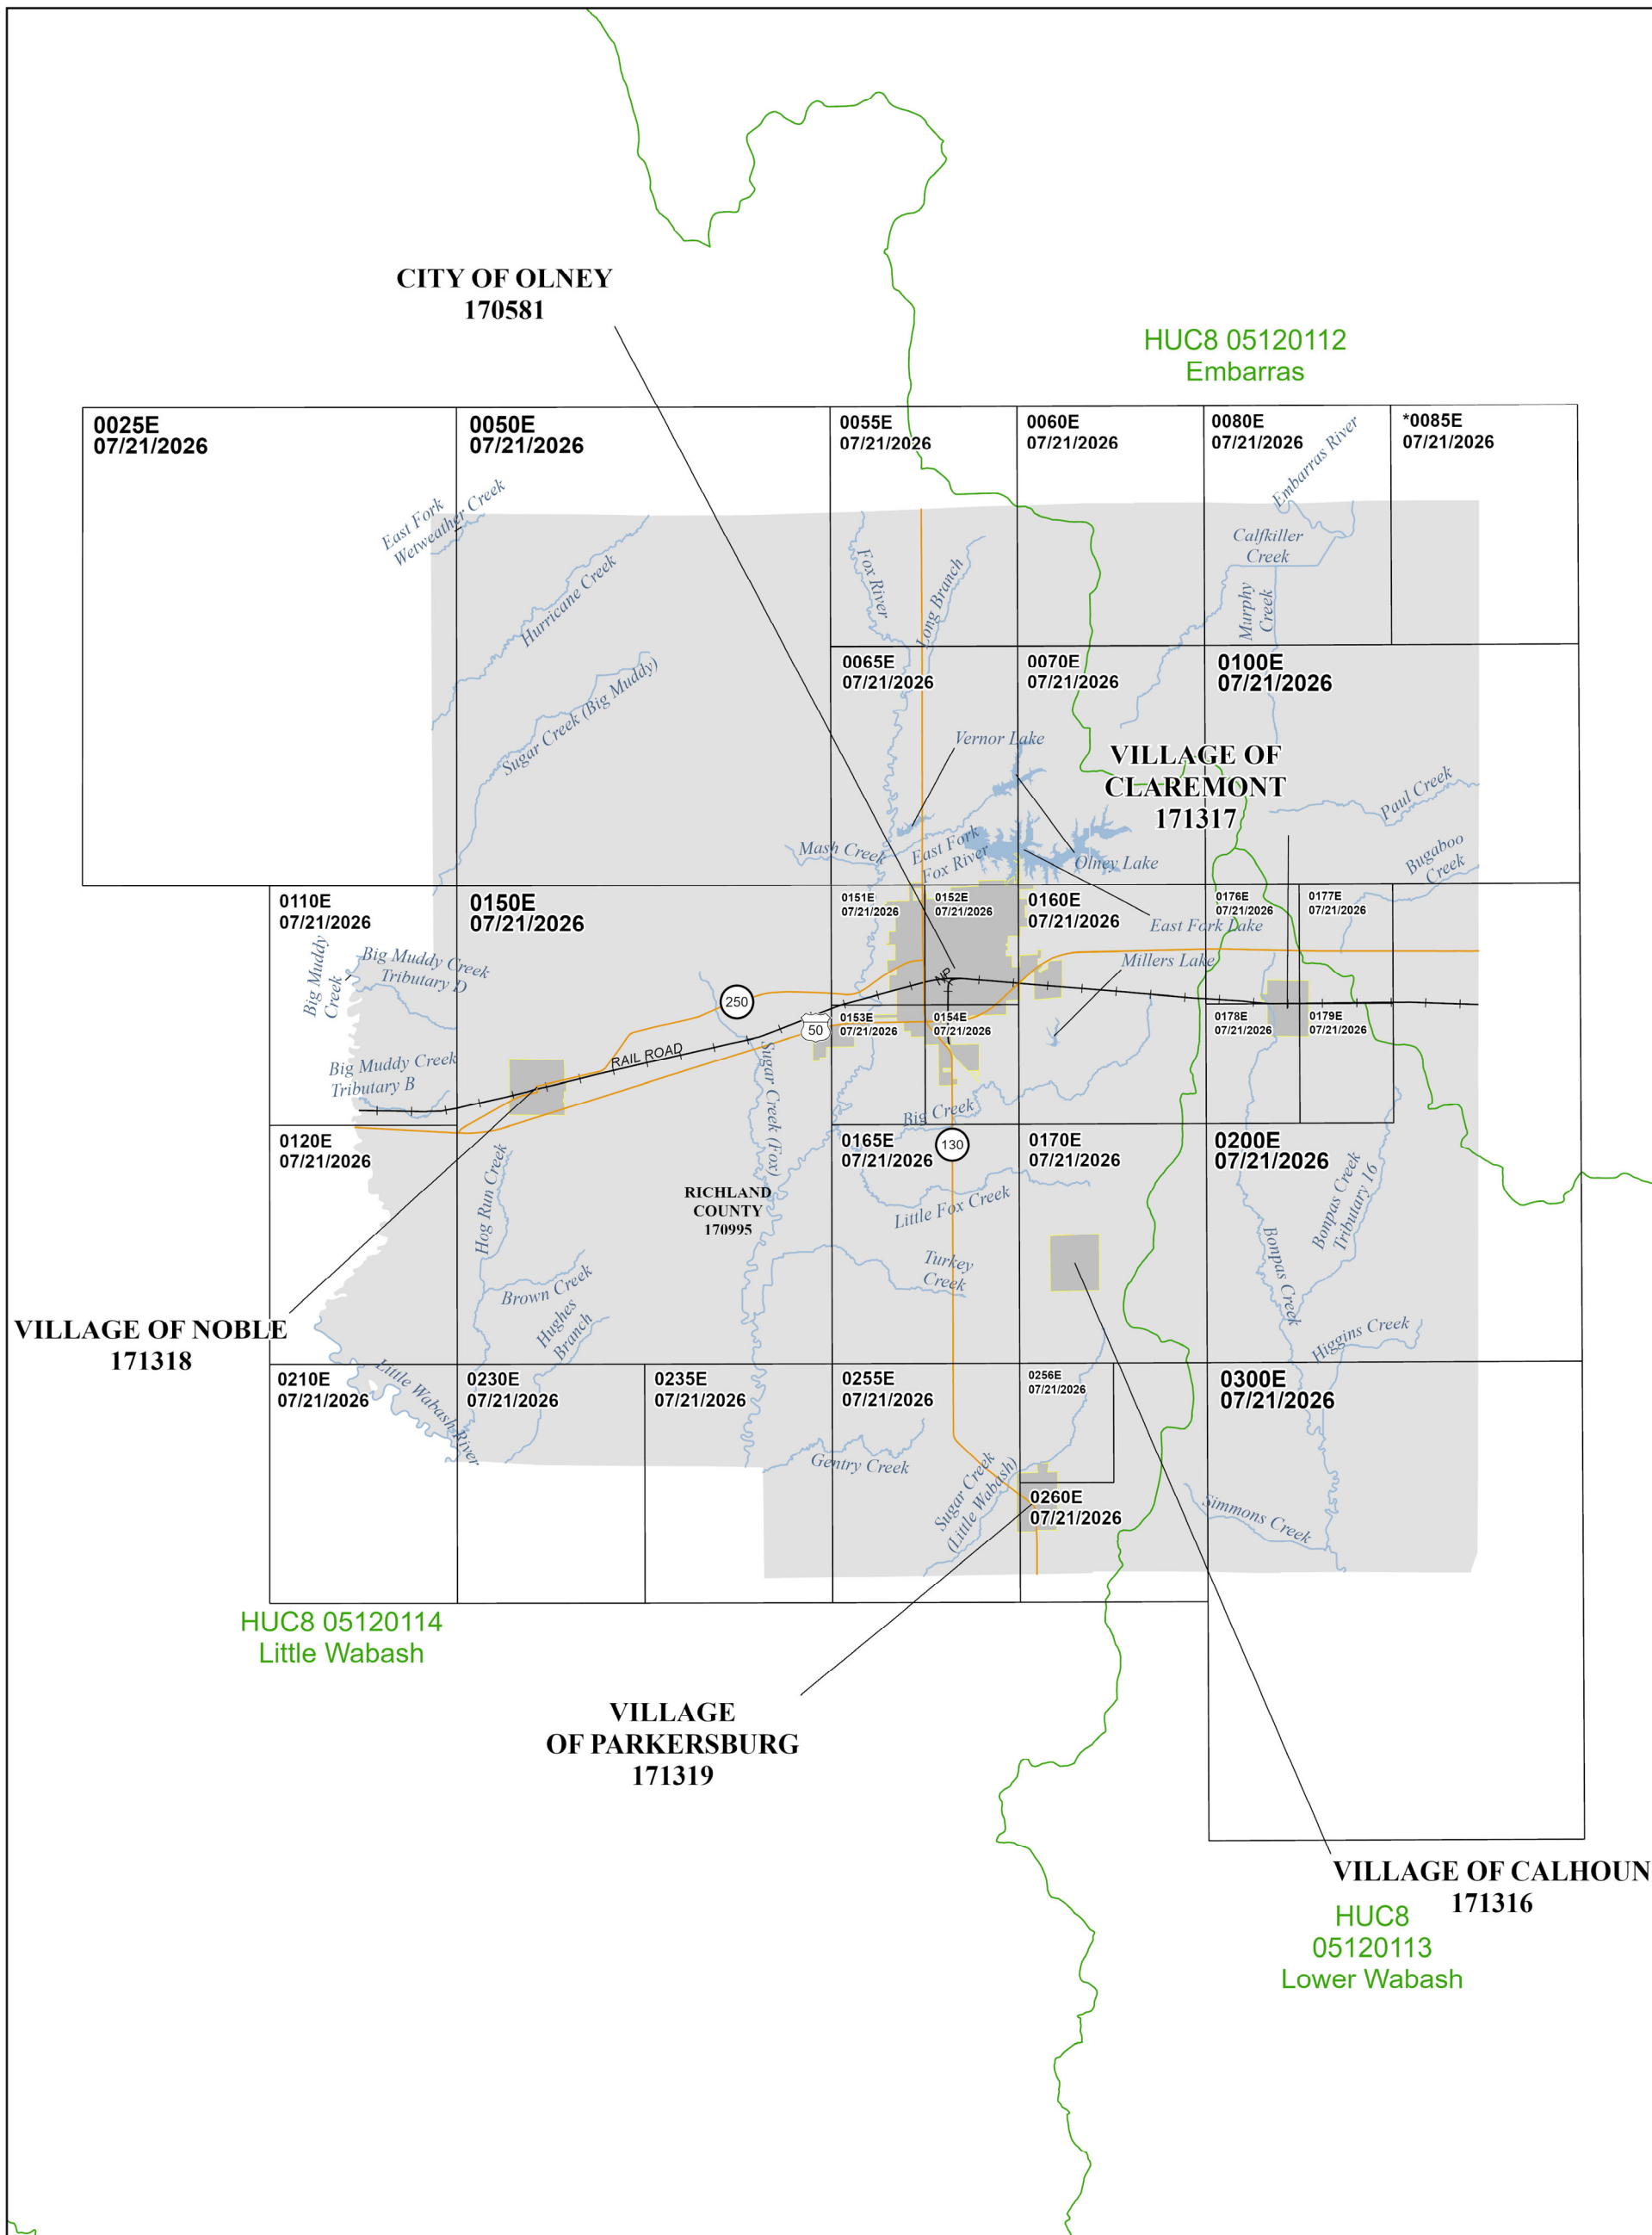 CITY OF OLNEY
170581
HUC8 05120112
Embarras
0025E
07/21/2026
0050E
07/21/2026
0055E
07/21/2026
0060E
07/21/2026
0080E
07/21/2026
*0085E
07/21/2026
Embarras River
East Fork
Wetweather Creek
Hurricane Creek
Fox River
Long Branch
Calfkiller
Creek
Murphy
Creek
0065E
07/21/2026
0070E
07/21/2026
0100E
07/21/2026
Sugar Creek (Big Muddy)
Vernor Lake
VILLAGE OF
CLAREMONT
171317
Paul Creek
Mash Creek
East Fork
Fox River
Olney Lake
Bugaboo
Creek
0110E
07/21/2026
0150E
07/21/2026
0151E
07/21/2026
0152E
07/21/2026
0160E
07/21/2026
0176E
07/21/2026
0177E
07/21/2026
East Fork Lake
Big Muddy
Creek
Big Muddy Creek
Tributary D
Millers Lake
NP
250
50
0153E
07/21/2026
0154E
07/21/2026
0178E
07/21/2026
0179E
07/21/2026
RAIL ROAD
Big Muddy Creek
Tributary B
Sugar Creek (Fox)
Big Creek
0120E
07/21/2026
0165E
07/21/2026
130
0170E
07/21/2026
0200E
07/21/2026
Hog Run Creek
RICHLAND
COUNTY
170995
Little Fox Creek
Bonpas Creek
Tributary 16
Turkey
Creek
Bonpas Creek
Brown Creek
Hughes
Branch
Higgins Creek
VILLAGE OF NOBLE
171318
0210E
07/21/2026
Little Wabash River
0230E
07/21/2026
0235E
07/21/2026
0255E
07/21/2026
0256E
07/21/2026
0300E
07/21/2026
Gentry Creek
Sugar Creek
(Little Wabash)
0260E
07/21/2026
Simmons Creek
HUC8 05120114
Little Wabash
VILLAGE
OF PARKERSBURG
171319
VILLAGE OF CALHOUN
171316
HUC8
05120113
Lower Wabash